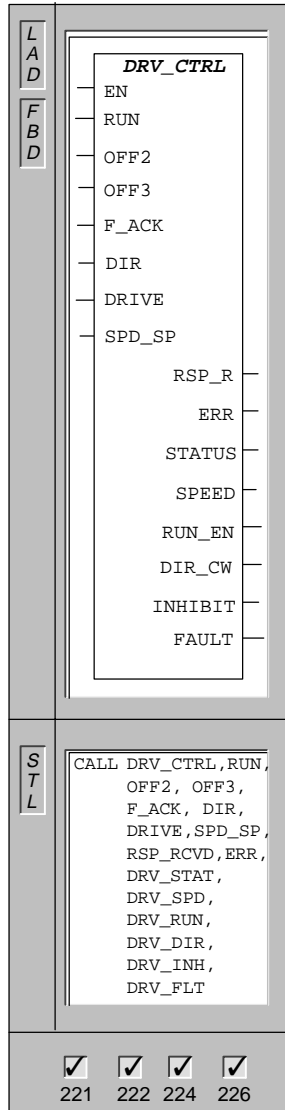 L
A
D
F
B
D
DRV_CTRL
EN
RUN
OFF2
OFF3
F_ACK
DIR
DRIVE
SPD_SP
RSP_R
ERR
STATUS
SPEED
RUN_EN
DIR_CW
INHIBIT
FAULT
S
T
L
CALL DRV_CTRL,RUN,
OFF2, OFF3,
F_ACK, DIR,
DRIVE,SPD_SP,
RSP_RCVD,ERR,
DRV_STAT,
DRV_SPD,
DRV_RUN,
DRV_DIR,
DRV_INH,
DRV_FLT
221 222 224 226